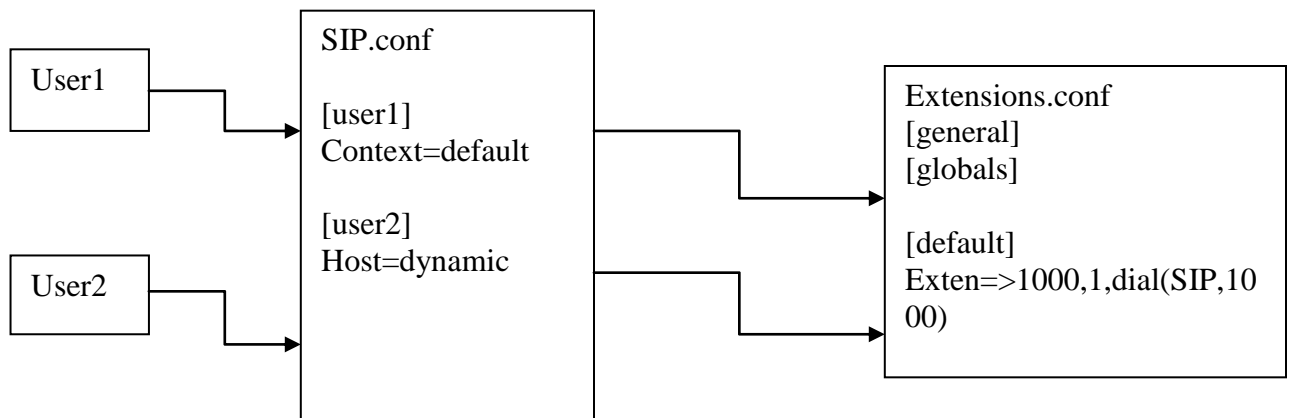 User1
User2
SIP.conf
[user1]
Context=default
[user2]
Host=dynamic
Extensions.conf
[general]
[globals]
[default]
Exten=>1000,1,dial(SIP,10
00)